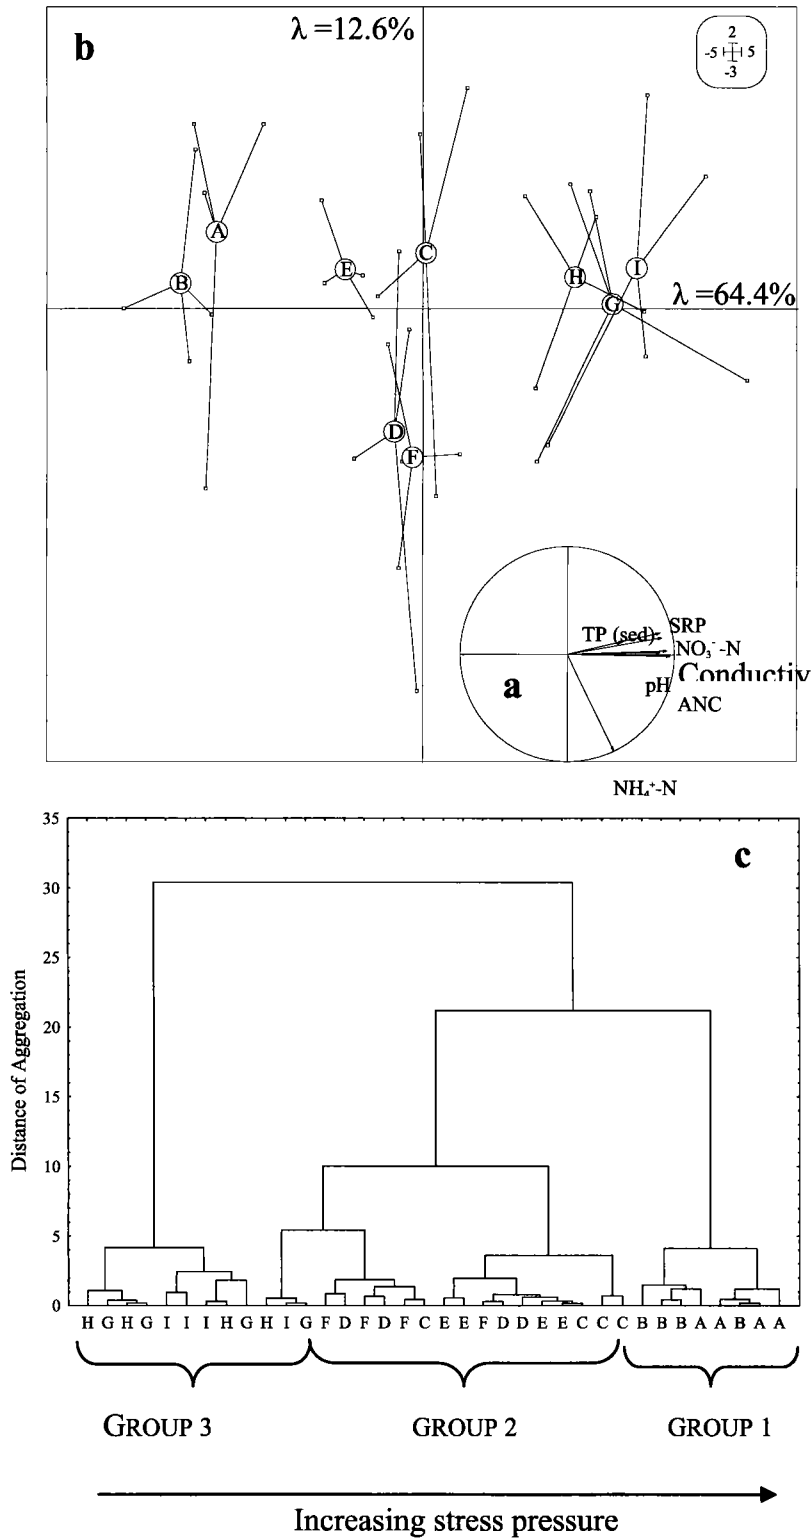 λ =12.6%
b
2
-5 5
-3
A
B
E
C
H
I
G
λ =64.4%
D
F
TP (sed)
SRP
NO₃⁻ -N
a
Conductiv
pH
ANC
NH₄⁺-N
c
35
30
25
20
15
10
5
0
Distance of Aggregation
H G H G I I I H G H I G F D F D F C E E F D D E E C C C B B B A A B A A
GROUP 3 GROUP 2 GROUP 1
Increasing stress pressure